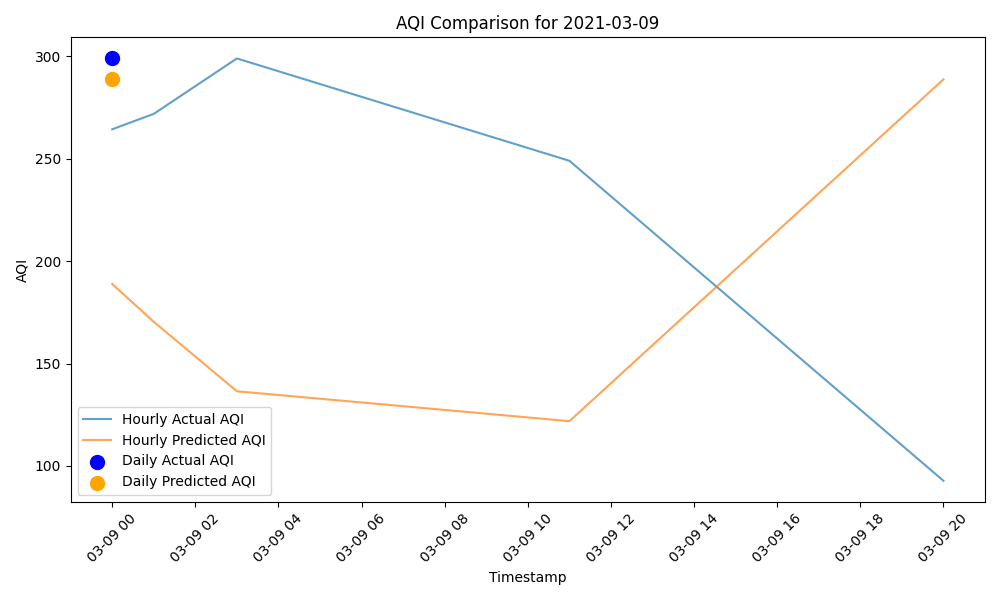 AQI Comparison for 2021-03-09
AQI
300
250
200
150
100
Hourly Actual AQI
Hourly Predicted AQI
Daily Actual AQI
Daily Predicted AQI
03-09 00
03-09 02
03-09 04
03-09 06
03-09 08
03-09 10
03-09 12
03-09 14
03-09 16
03-09 18
03-09 20
Timestamp